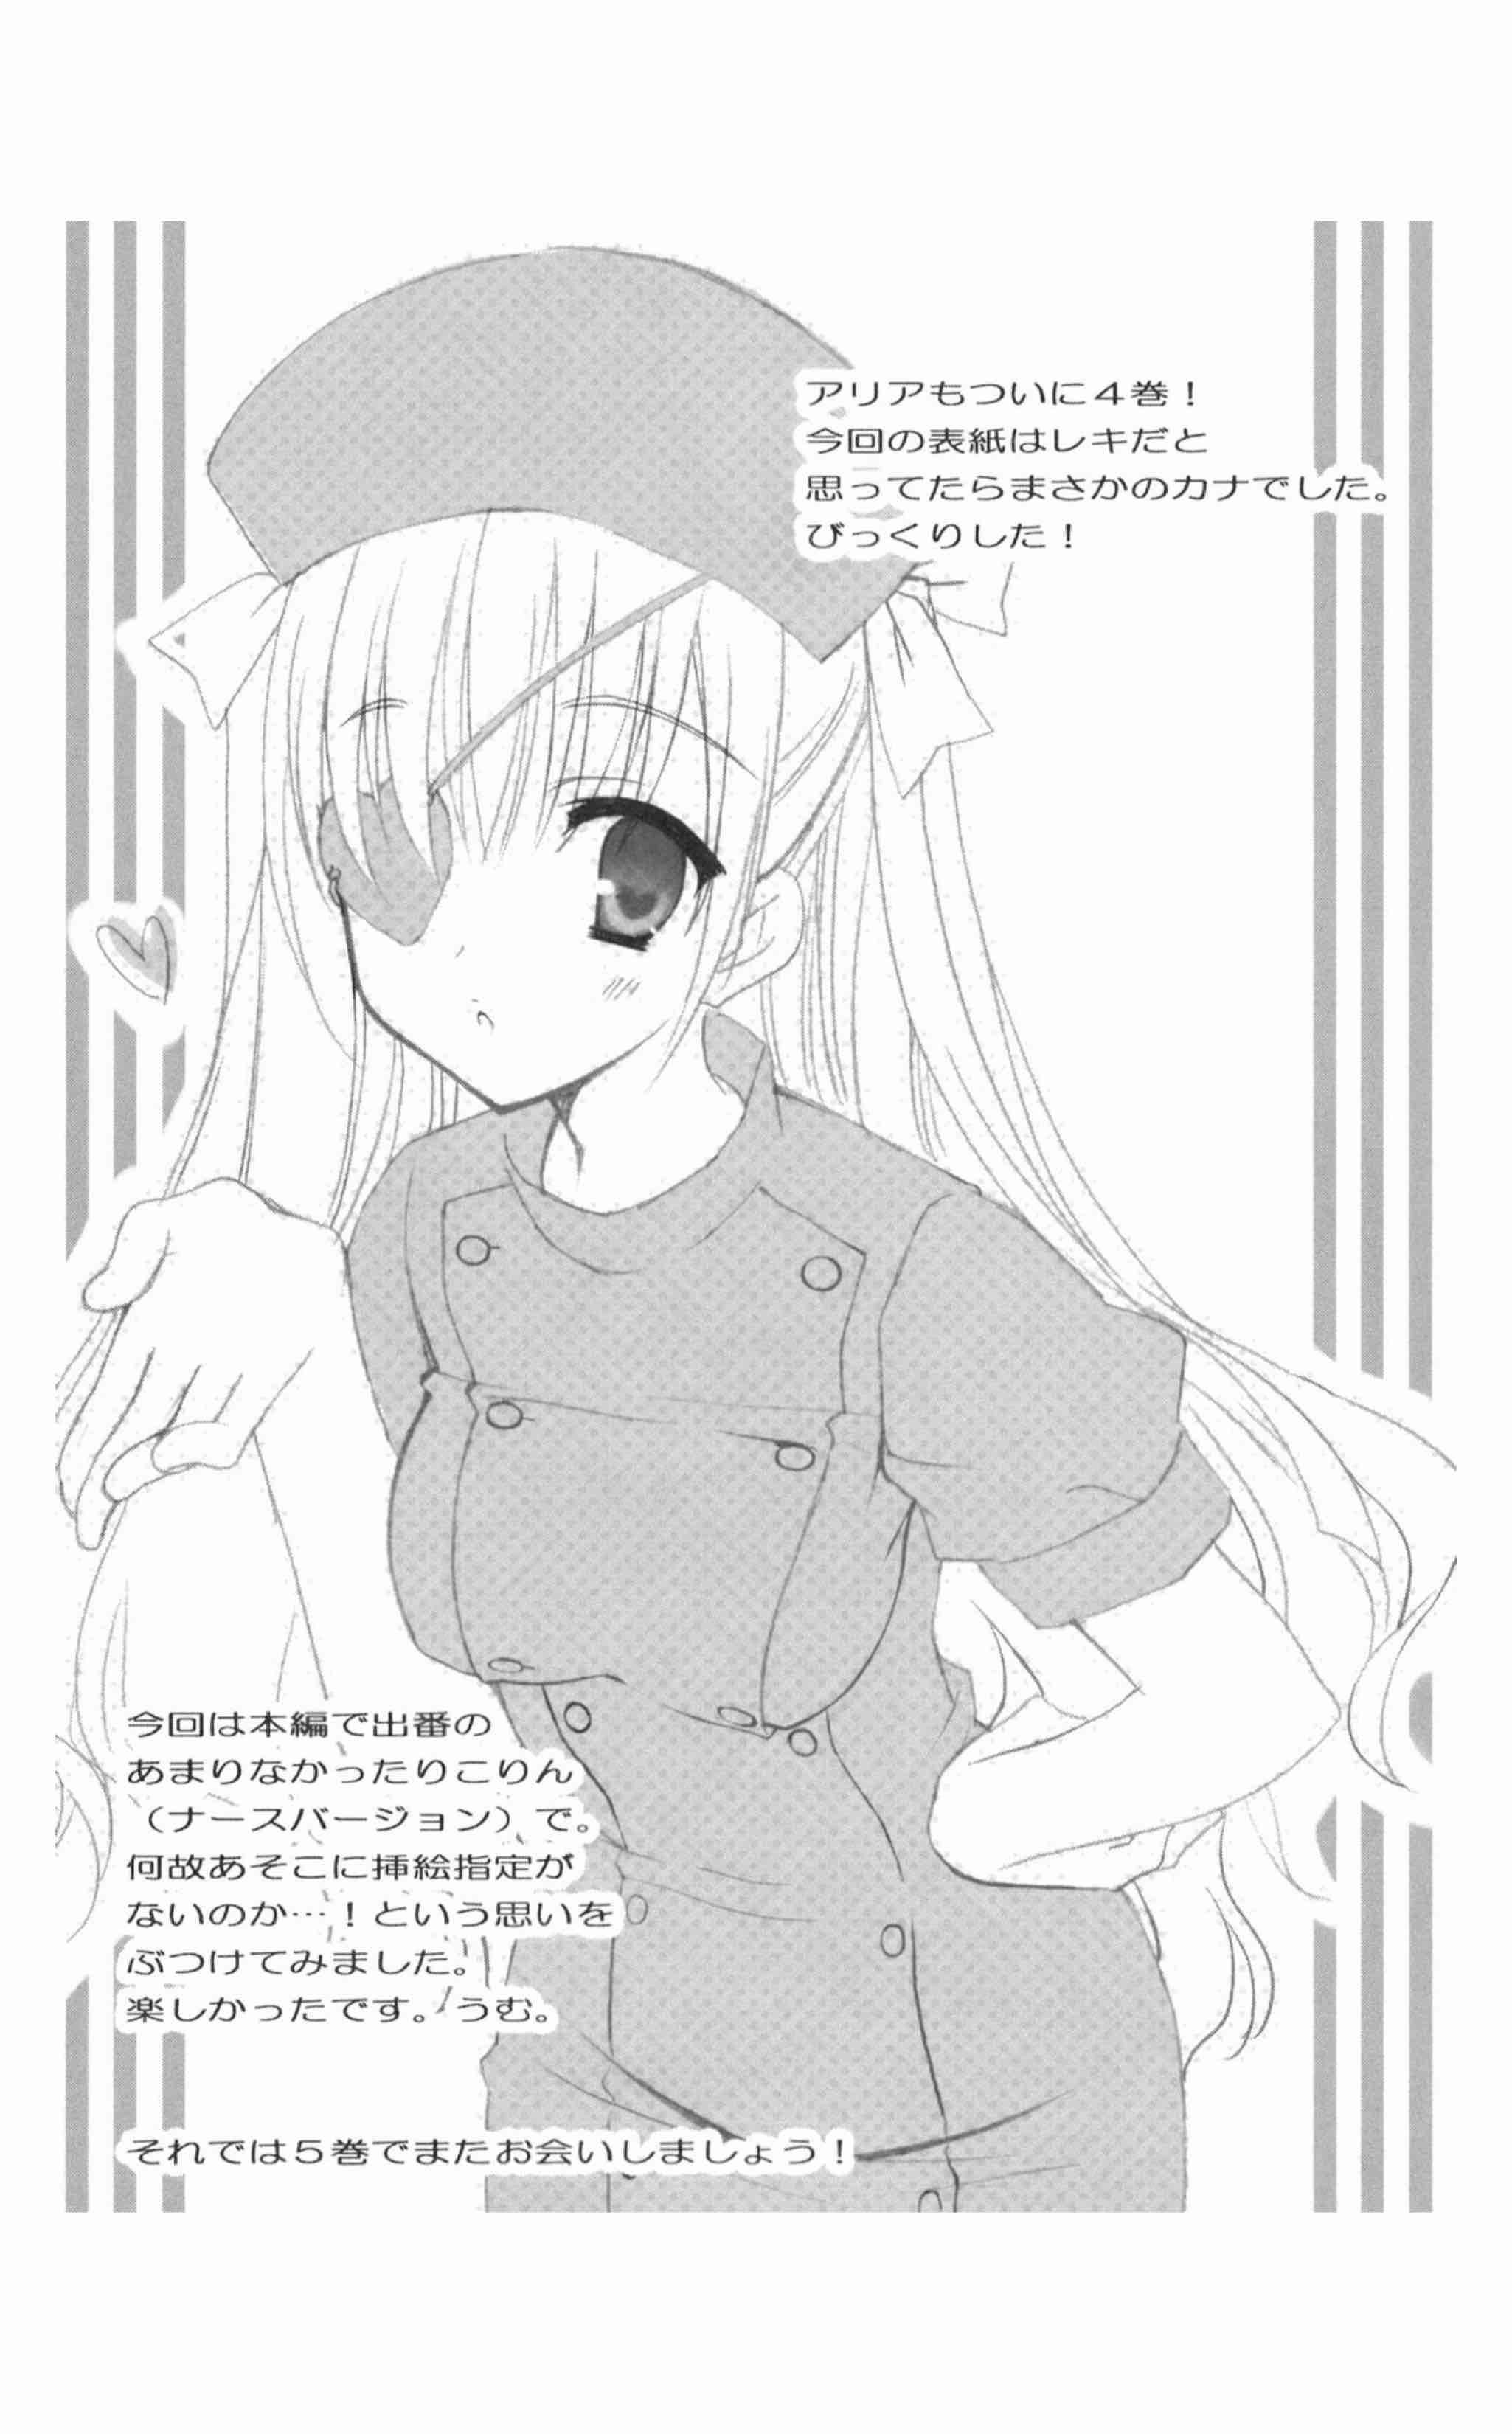 アリアもついに４巻！
今回の表紙はレキだと
思ってたらまさかのカナでした。
びっくりした！
今回は本編で出番の
あまりなかったりこりん
（ナースバージョン）で。
何故あそこに挿絵指定が
ないのか…！という思いを
ぶつけてみました。
楽しかったです。うむ。
それでは５巻でまたお会いしましょう！